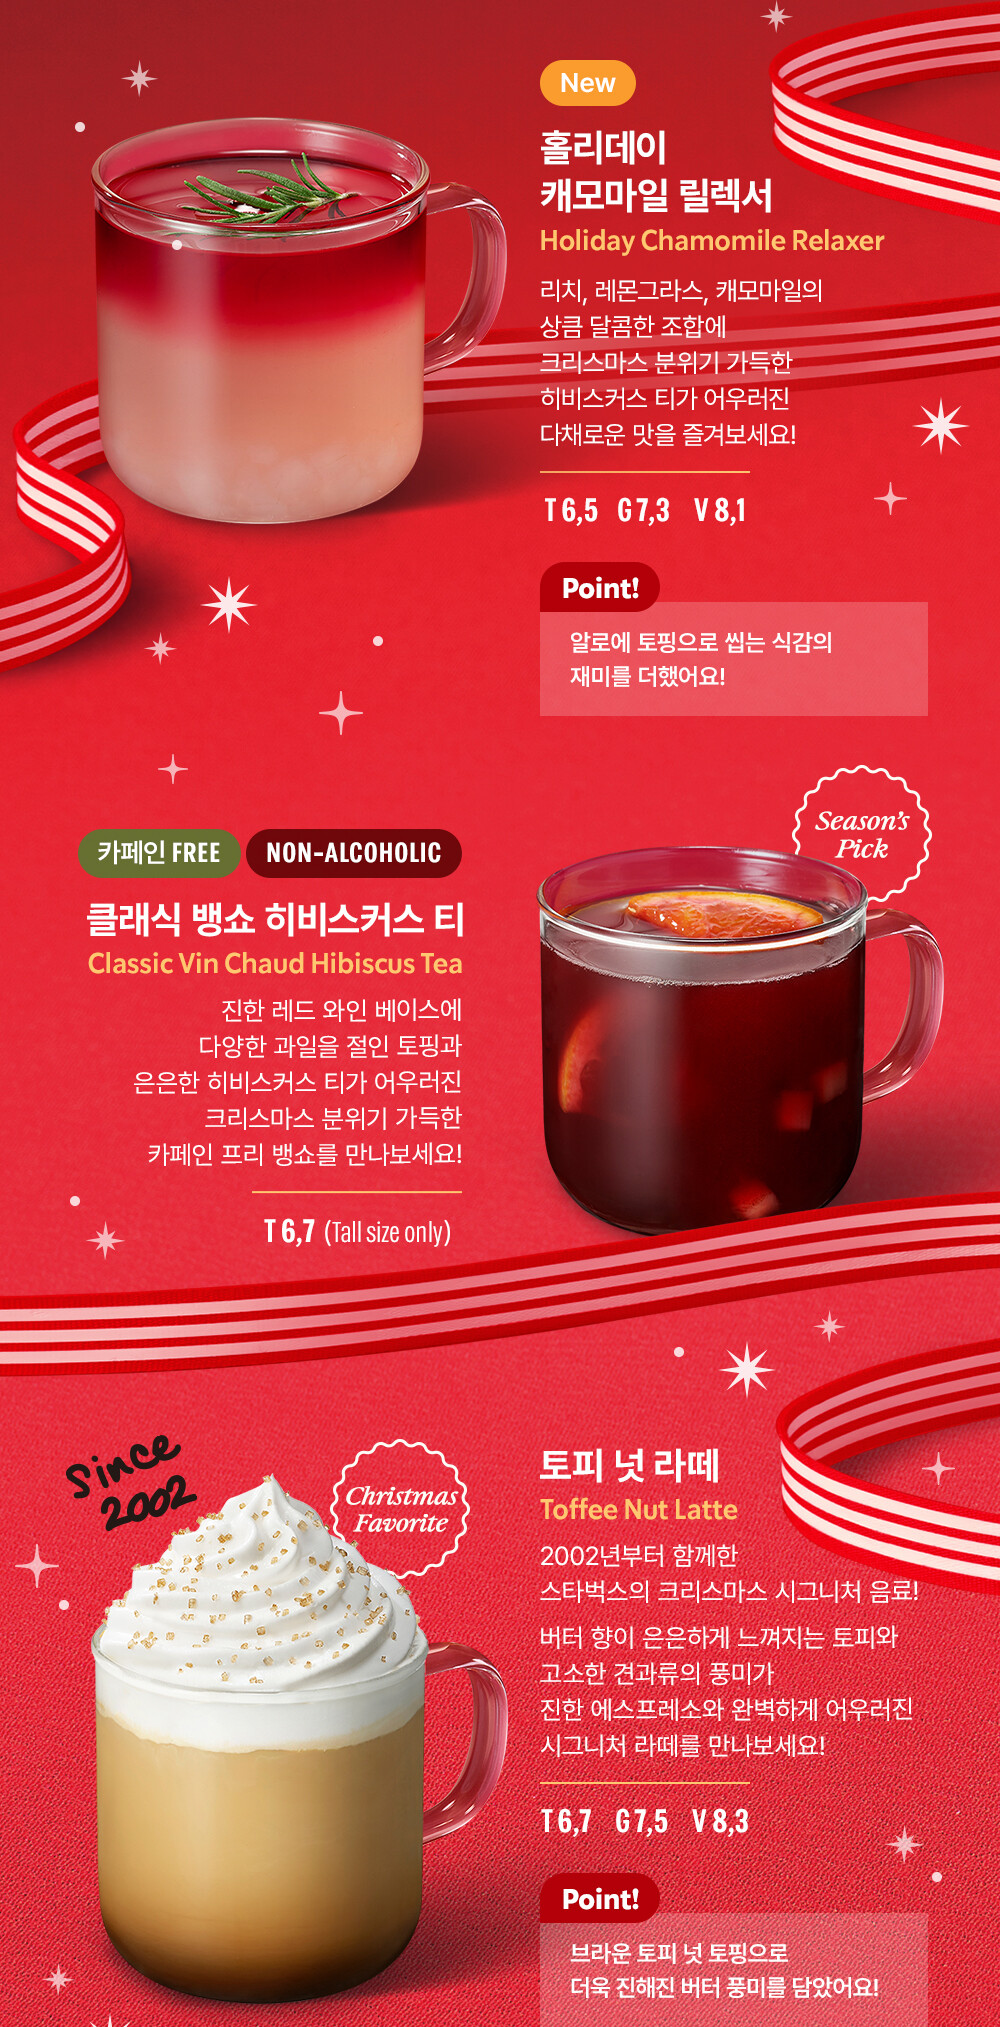 New
홀리데이
캐모마일 릴렉서
Holiday Chamomile Relaxer
리치, 레몬그라스, 캐모마일의
상큼 달콤한 조합에
크리스마스 분위기 가득한
히비스커스 티가 어우러진
다채로운 맛을 즐겨보세요!
T 6,5 G 7,3 V 8,1
Point!
알로에 토핑으로 씹는 식감의
재미를 더했어요!
Season's
Pick
카페인 FREE NON-ALCOHOLIC
클래식 뱅쇼 히비스커스 티
Classic Vin Chaud Hibiscus Tea
진한 레드 와인 베이스에
다양한 과일을 절인 토핑과
은은한 히비스커스 티가 어우러진
크리스마스 분위기 가득한
카페인 프리 뱅쇼를 만나보세요!
T 6,7 (Tall size only)
Since
2002
Christmas
Favorite
토피 넛 라떼
Toffee Nut Latte
2002년부터 함께한
스타벅스의 크리스마스 시그니처 음료!
버터 향이 은은하게 느껴지는 토피와
고소한 견과류의 풍미가
진한 에스프레소와 완벽하게 어우러진
시그니처 라떼를 만나보세요!
T 6,7 G 7,5 V 8,3
Point!
브라운 토피 넛 토핑으로
더욱 진해진 버터 풍미를 담았어요!